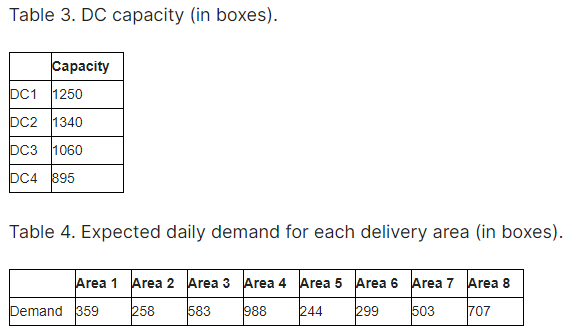 Table 3. DC capacity (in boxes).
Capacity
DC1 1250
DC2 1340
DC3 1060
DC4 895
Table 4. Expected daily demand for each delivery area (in boxes).
Area 1 Area 2 Area 3 Area 4 Area 5 Area 6 Area 7 Area 8
Demand 359 258 583 988 244 299 503 707